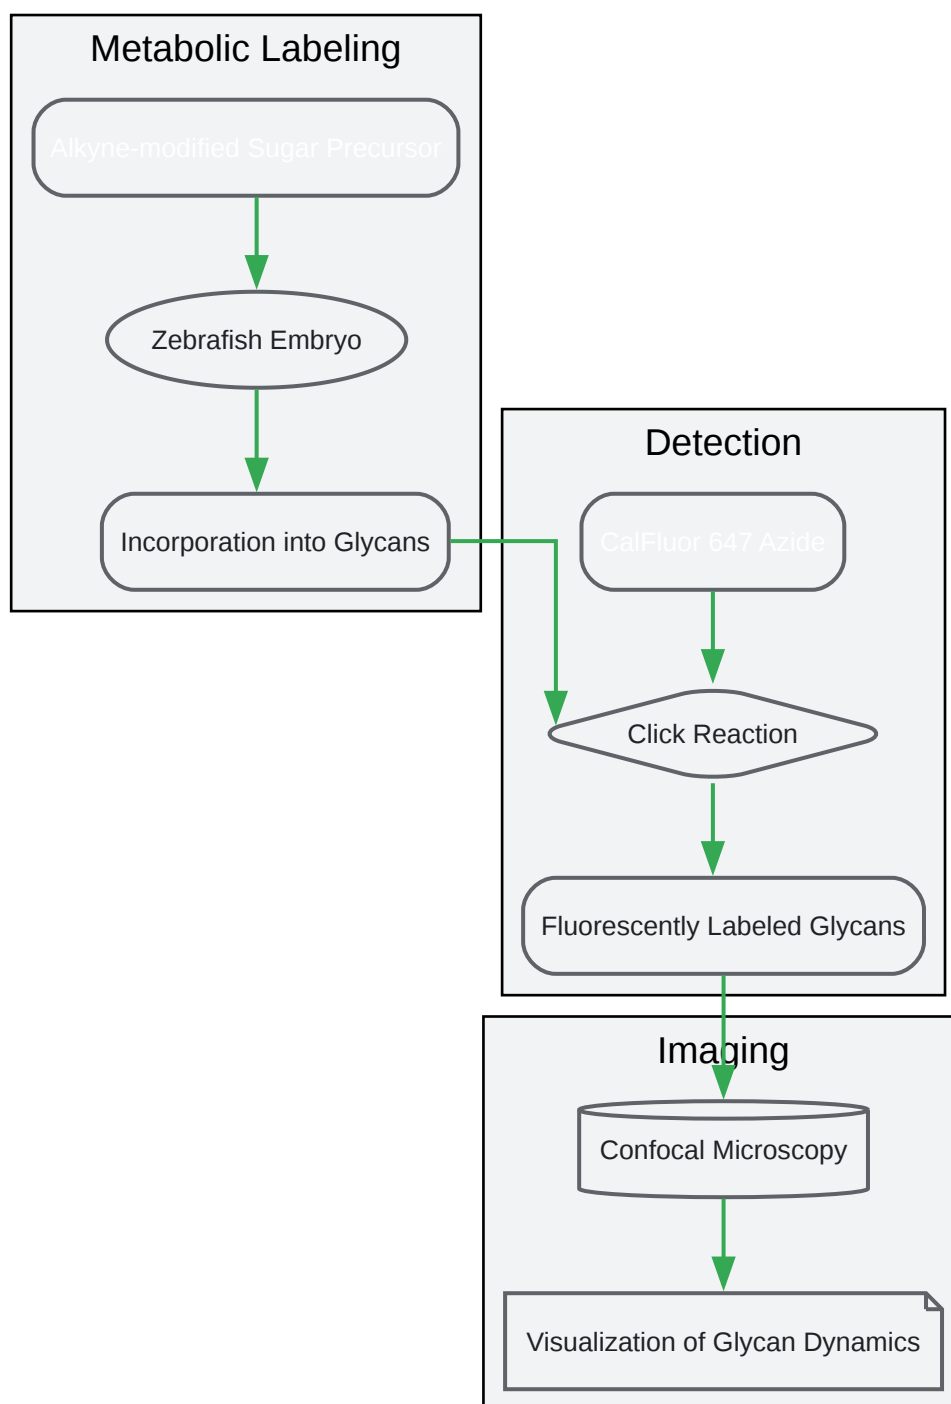 Metabolic Labeling
Alkyne-modified Sugar Precursor
Zebrafish Embryo
Incorporation into Glycans
Detection
CalFluor 647 Azide
Click Reaction
Fluorescently Labeled Glycans
Imaging
Confocal Microscopy
Visualization of Glycan Dynamics